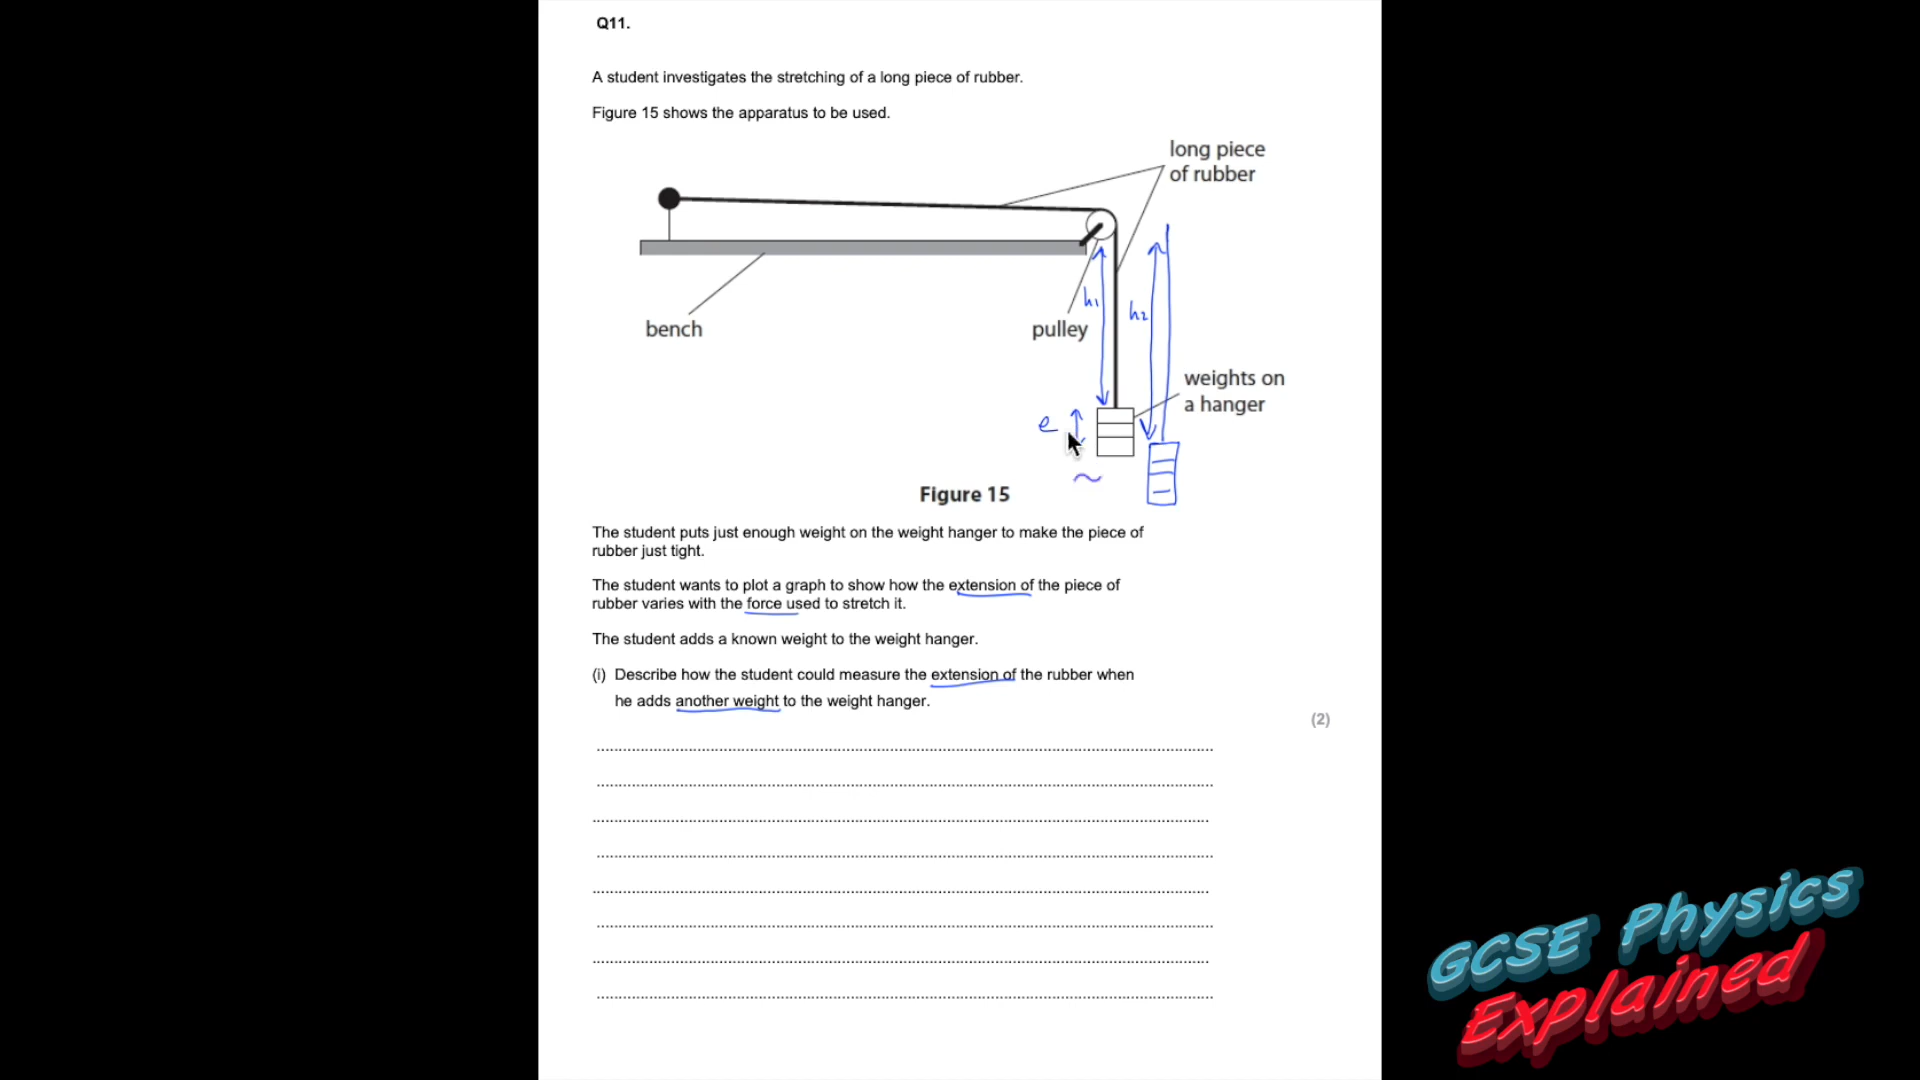 Q11.
A student investigates the stretching of a long piece of rubber.
Figure 15 shows the apparatus to be used.
long piece
of rubber
bench
pulley
h1
h2
weights on
a hanger
e
Figure 15
The student puts just enough weight on the weight hanger to make the piece of
rubber just tight.
The student wants to plot a graph to show how the extension of the piece of
rubber varies with the force used to stretch it.
The student adds a known weight to the weight hanger.
(i) Describe how the student could measure the extension of the rubber when
he adds another weight to the weight hanger.
(2)
GCSE Physics
Explained